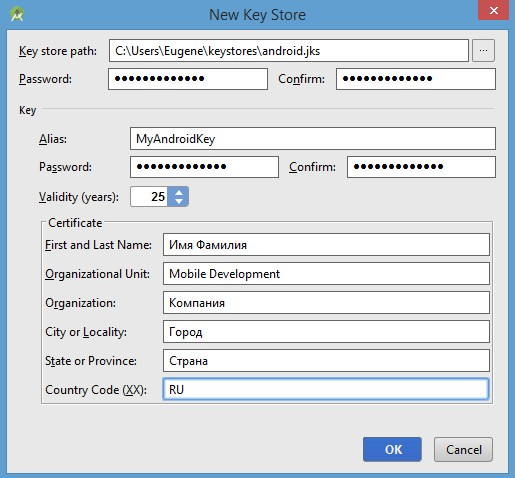 New Key Store
Key store path: C:\Users\Eugene\keystores\android.jks ...
Password: ••••••••••••• Confirm: •••••••••••••
Key
Alias: MyAndroidKey
Password: ••••••••••••• Confirm: •••••••••••••
Validity (years): 25
Certificate
First and Last Name: Имя Фамилия
Organizational Unit: Mobile Development
Organization: Компания
City or Locality: Город
State or Province: Страна
Country Code (XX): RU
OK Cancel